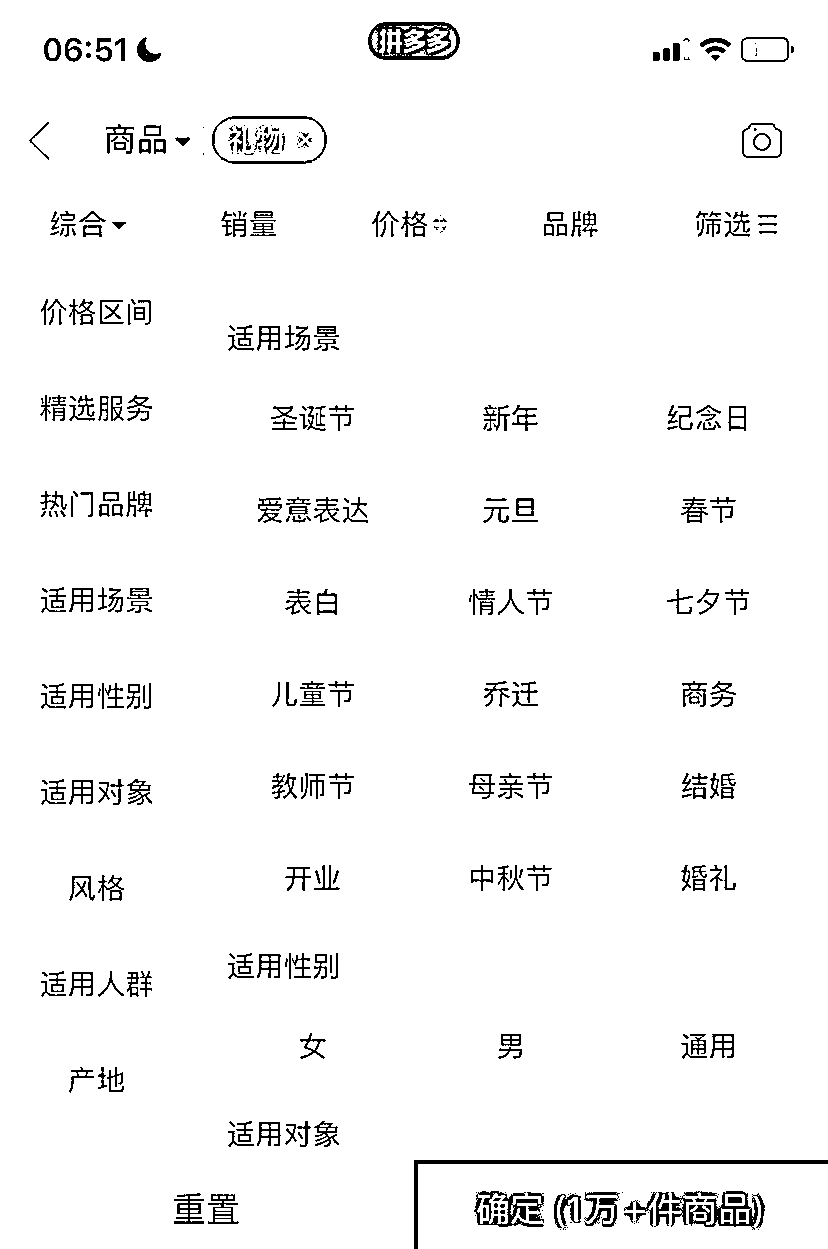 06:51
拼多多
商品 礼物
综合 销量 价格 品牌 筛选
价格区间
精选服务
热门品牌
适用场景
适用性别
适用对象
风格
适用人群
产地
适用场景
圣诞节 新年 纪念日
爱意表达 元旦 春节
表白 情人节 七夕节
儿童节 乔迁 商务
教师节 母亲节 结婚
开业 中秋节 婚礼
适用性别
女 男 通用
适用对象
重置 确定 (1万+件商品)